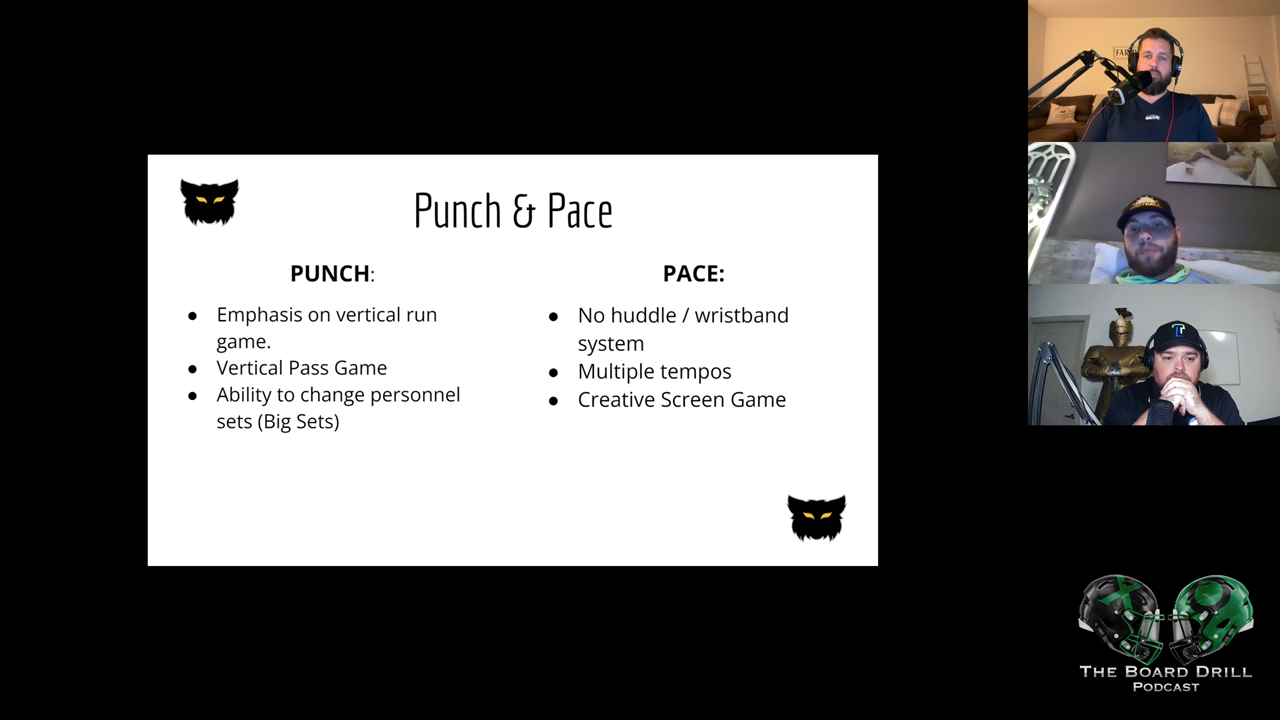 Punch & Pace
PUNCH:
• Emphasis on vertical run
game.
• Vertical Pass Game
• Ability to change personnel
sets (Big Sets)
PACE:
• No huddle / wristband
system
• Multiple tempos
• Creative Screen Game
THE BOARD DRILL
PODCAST